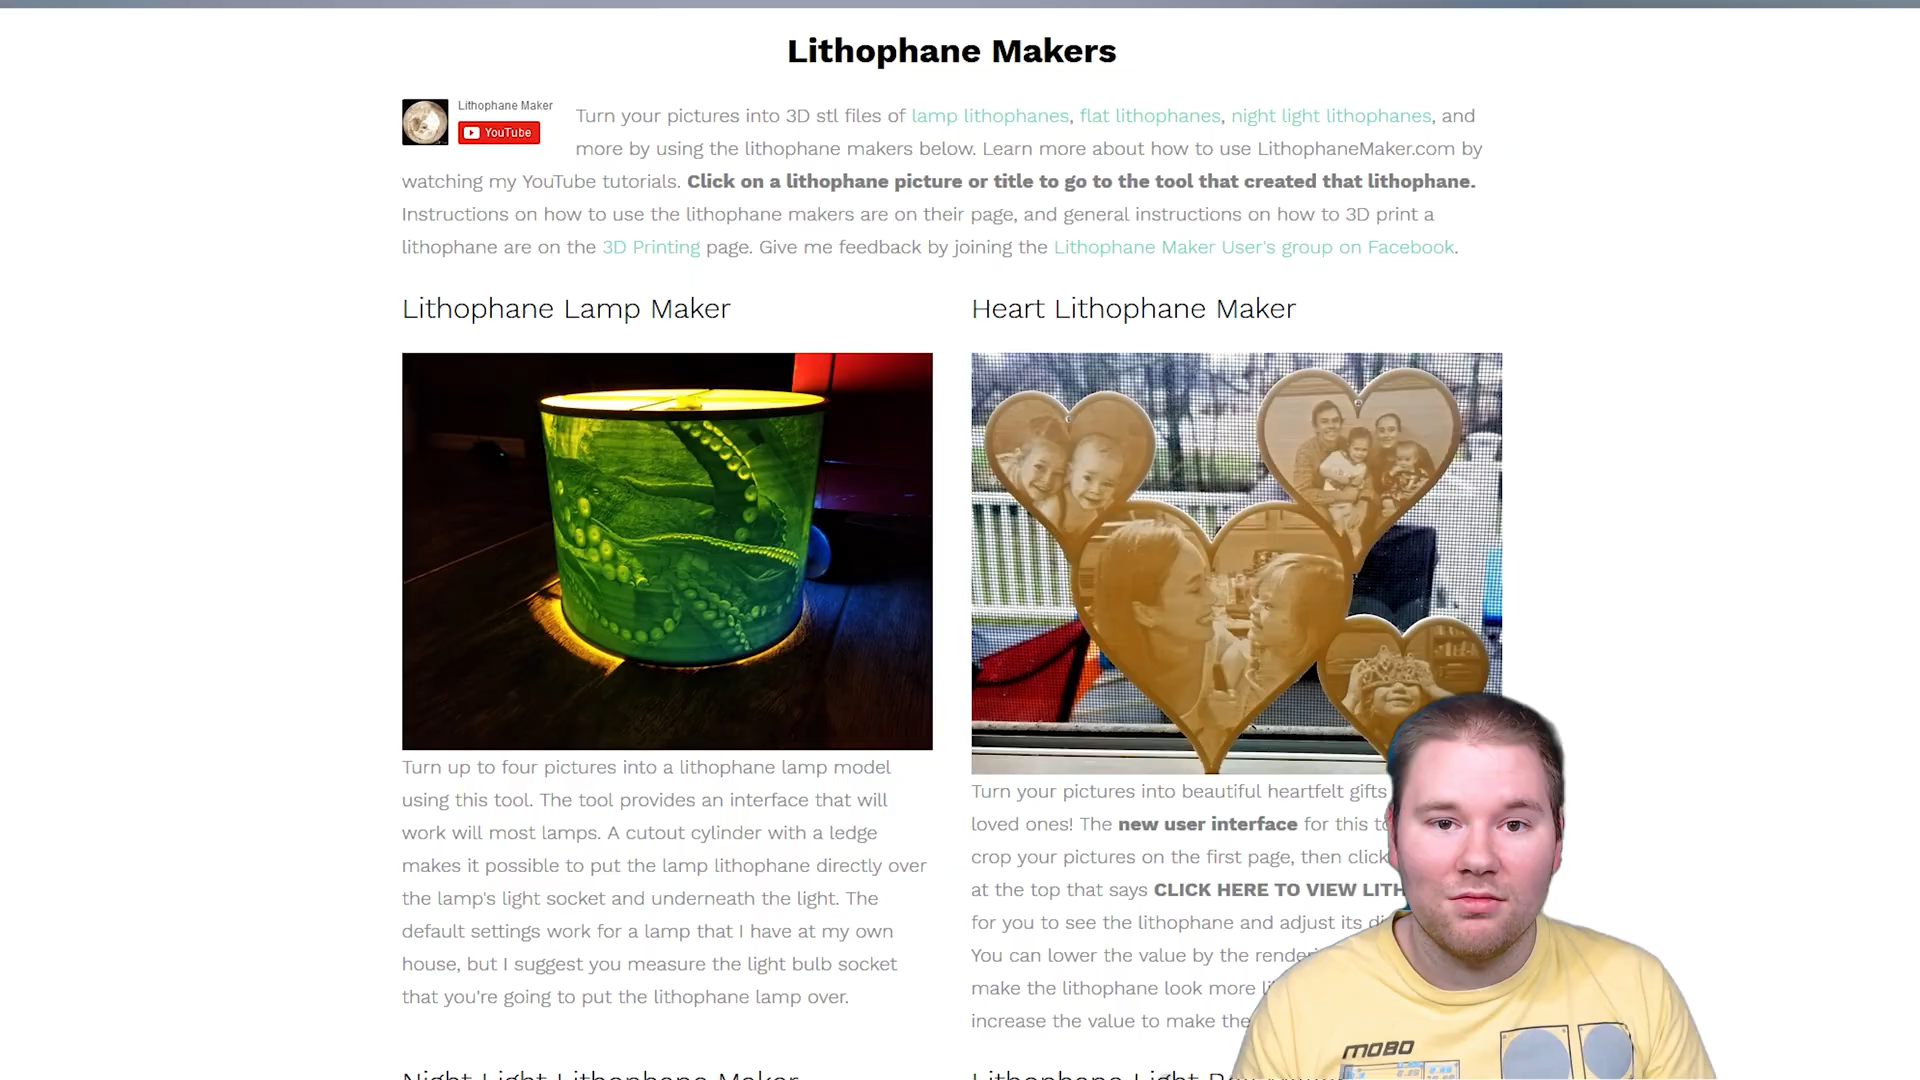 Lithophane Makers
Lithophane Maker
YouTube
Turn your pictures into 3D stl files of lamp lithophanes, flat lithophanes, night light lithophanes, and
more by using the lithophane makers below. Learn more about how to use LithophaneMaker.com by
watching my YouTube tutorials. Click on a lithophane picture or title to go to the tool that created that lithophane.
Instructions on how to use the lithophane makers are on their page, and general instructions on how to 3D print a
lithophane are on the 3D Printing page. Give me feedback by joining the Lithophane Maker User's group on Facebook.
Lithophane Lamp Maker
Turn up to four pictures into a lithophane lamp model
using this tool. The tool provides an interface that will
work will most lamps. A cutout cylinder with a ledge
makes it possible to put the lamp lithophane directly over
the lamp's light socket and underneath the light. The
default settings work for a lamp that I have at my own
house, but I suggest you measure the light bulb socket
that you're going to put the lithophane lamp over.
Night Light Lithophane Maker
Heart Lithophane Maker
Turn your pictures into beautiful heartfelt gifts
loved ones! The new user interface for this
crop your pictures on the first page, then click
at the top that says CLICK HERE TO VIEW LITH
for you to see the lithophane and adjust its
You can lower the value by the
make the lithophane look more
increase the value to make the
Lithophane Light
MOBO